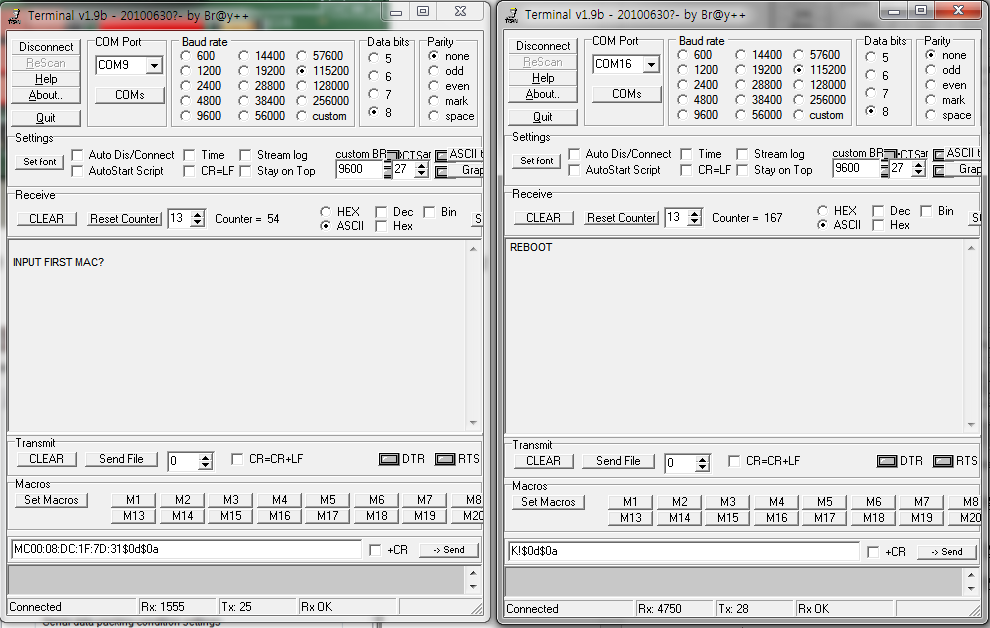 Terminal v1.9b - 20100630?- by Br@y++
Disconnect
ReScan
Help
About..
Quit
COM Port
COM9
COMs
Baud rate
600 14400 57600
1200 19200 115200
2400 28800 128000
4800 38400 256000
9600 56000 custom
Data bits
5
6
7
8
Parity
none
odd
even
mark
space
Settings
Set font
Auto Dis/Connect Time Stream log
AutoStart Script CR=LF Stay on Top
custom BR
9600 27
ASCII
Receive
CLEAR Reset Counter 13 Counter = 54
HEX Dec Bin
ASCII Hex
INPUT FIRST MAC?
Transmit
CLEAR Send File 0 CR=CR+LF DTR RTS
Macros
Set Macros
M1 M2 M3 M4 M5 M6 M7 M8
M13 M14 M15 M16 M17 M18 M19 M20
MC00:08:DC:1F:7D:31$0d$0a +CR -> Send
Connected Rx: 1555 Tx: 25 Rx OK
Serial data packing condition settings
Terminal v1.9b - 20100630?- by Br@y++
Disconnect
ReScan
Help
About..
Quit
COM Port
COM16
COMs
Baud rate
600 14400 57600
1200 19200 115200
2400 28800 128000
4800 38400 256000
9600 56000 custom
Data bits
5
6
7
8
Parity
none
odd
even
mark
space
Settings
Set font
Auto Dis/Connect Time Stream log
AutoStart Script CR=LF Stay on Top
custom BR
9600 27
ASCII
Receive
CLEAR Reset Counter 13 Counter = 167
HEX Dec Bin
ASCII Hex
REBOOT
Transmit
CLEAR Send File 0 CR=CR+LF DTR RTS
Macros
Set Macros
M1 M2 M3 M4 M5 M6 M7 M8
M13 M14 M15 M16 M17 M18 M19 M20
K!$0d$0a +CR -> Send
Connected Rx: 4750 Tx: 28 Rx OK